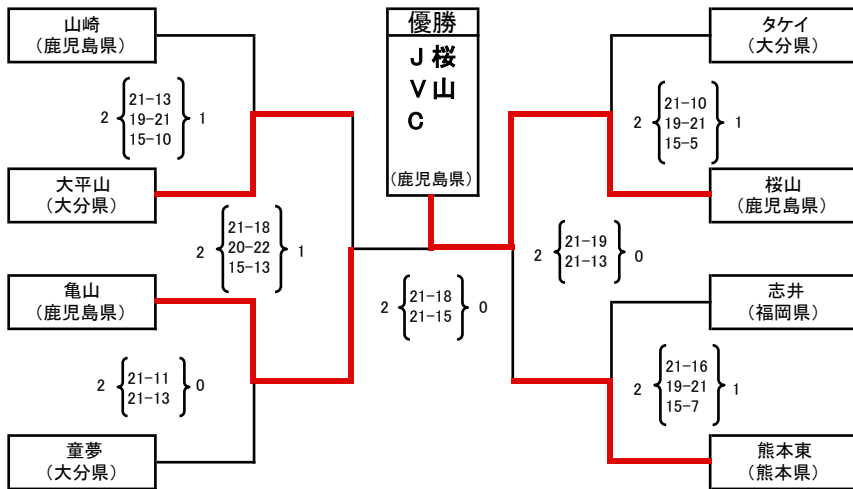 山崎
(鹿児島県)
2 21-13 1
19-21
15-10
大平山
(大分県)
2 21-18 1
20-22
15-13
亀山
(鹿児島県)
2 21-11 0
21-13
童夢
(大分県)
優勝
桜山
JVC
(鹿児島県)
2 21-18 0
21-15
タケイ
(大分県)
2 21-10 1
19-21
15-5
桜山
(鹿児島県)
2 21-19 0
21-13
志井
(福岡県)
2 21-16 1
19-21
15-7
熊本東
(熊本県)